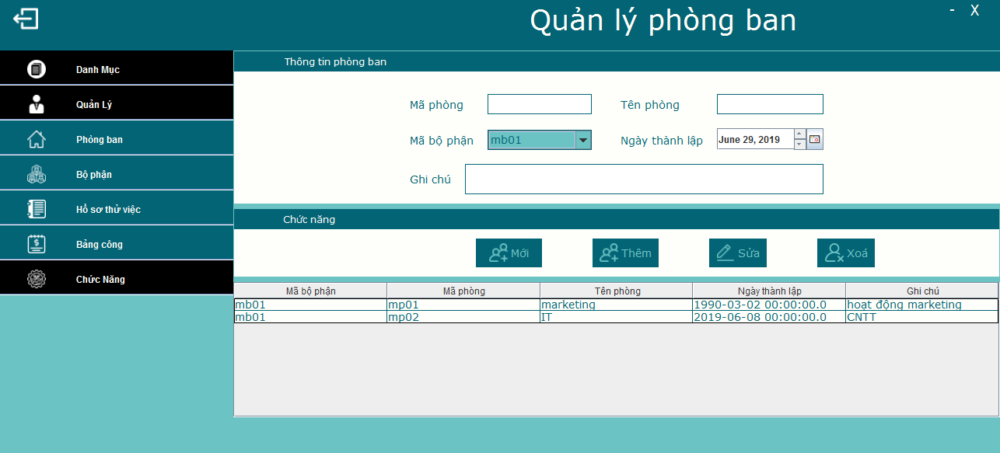 Quản lý phòng ban
- X
Danh Mục
Quản Lý
Phòng ban
Bộ phận
Hồ sơ thử việc
Bảng công
Chức Năng
Thông tin phòng ban
Mã phòng Tên phòng
Mã bộ phận mb01 Ngày thành lập June 29, 2019
Ghi chú
Chức năng
Mới Thêm Sửa Xoá
Mã bộ phận Mã phòng Tên phòng Ngày thành lập Ghi chú
mb01 mp01 marketing 1990-03-02 00:00:00.0 hoạt động marketing
mb01 mp02 IT 2019-06-08 00:00:00.0 CNTT